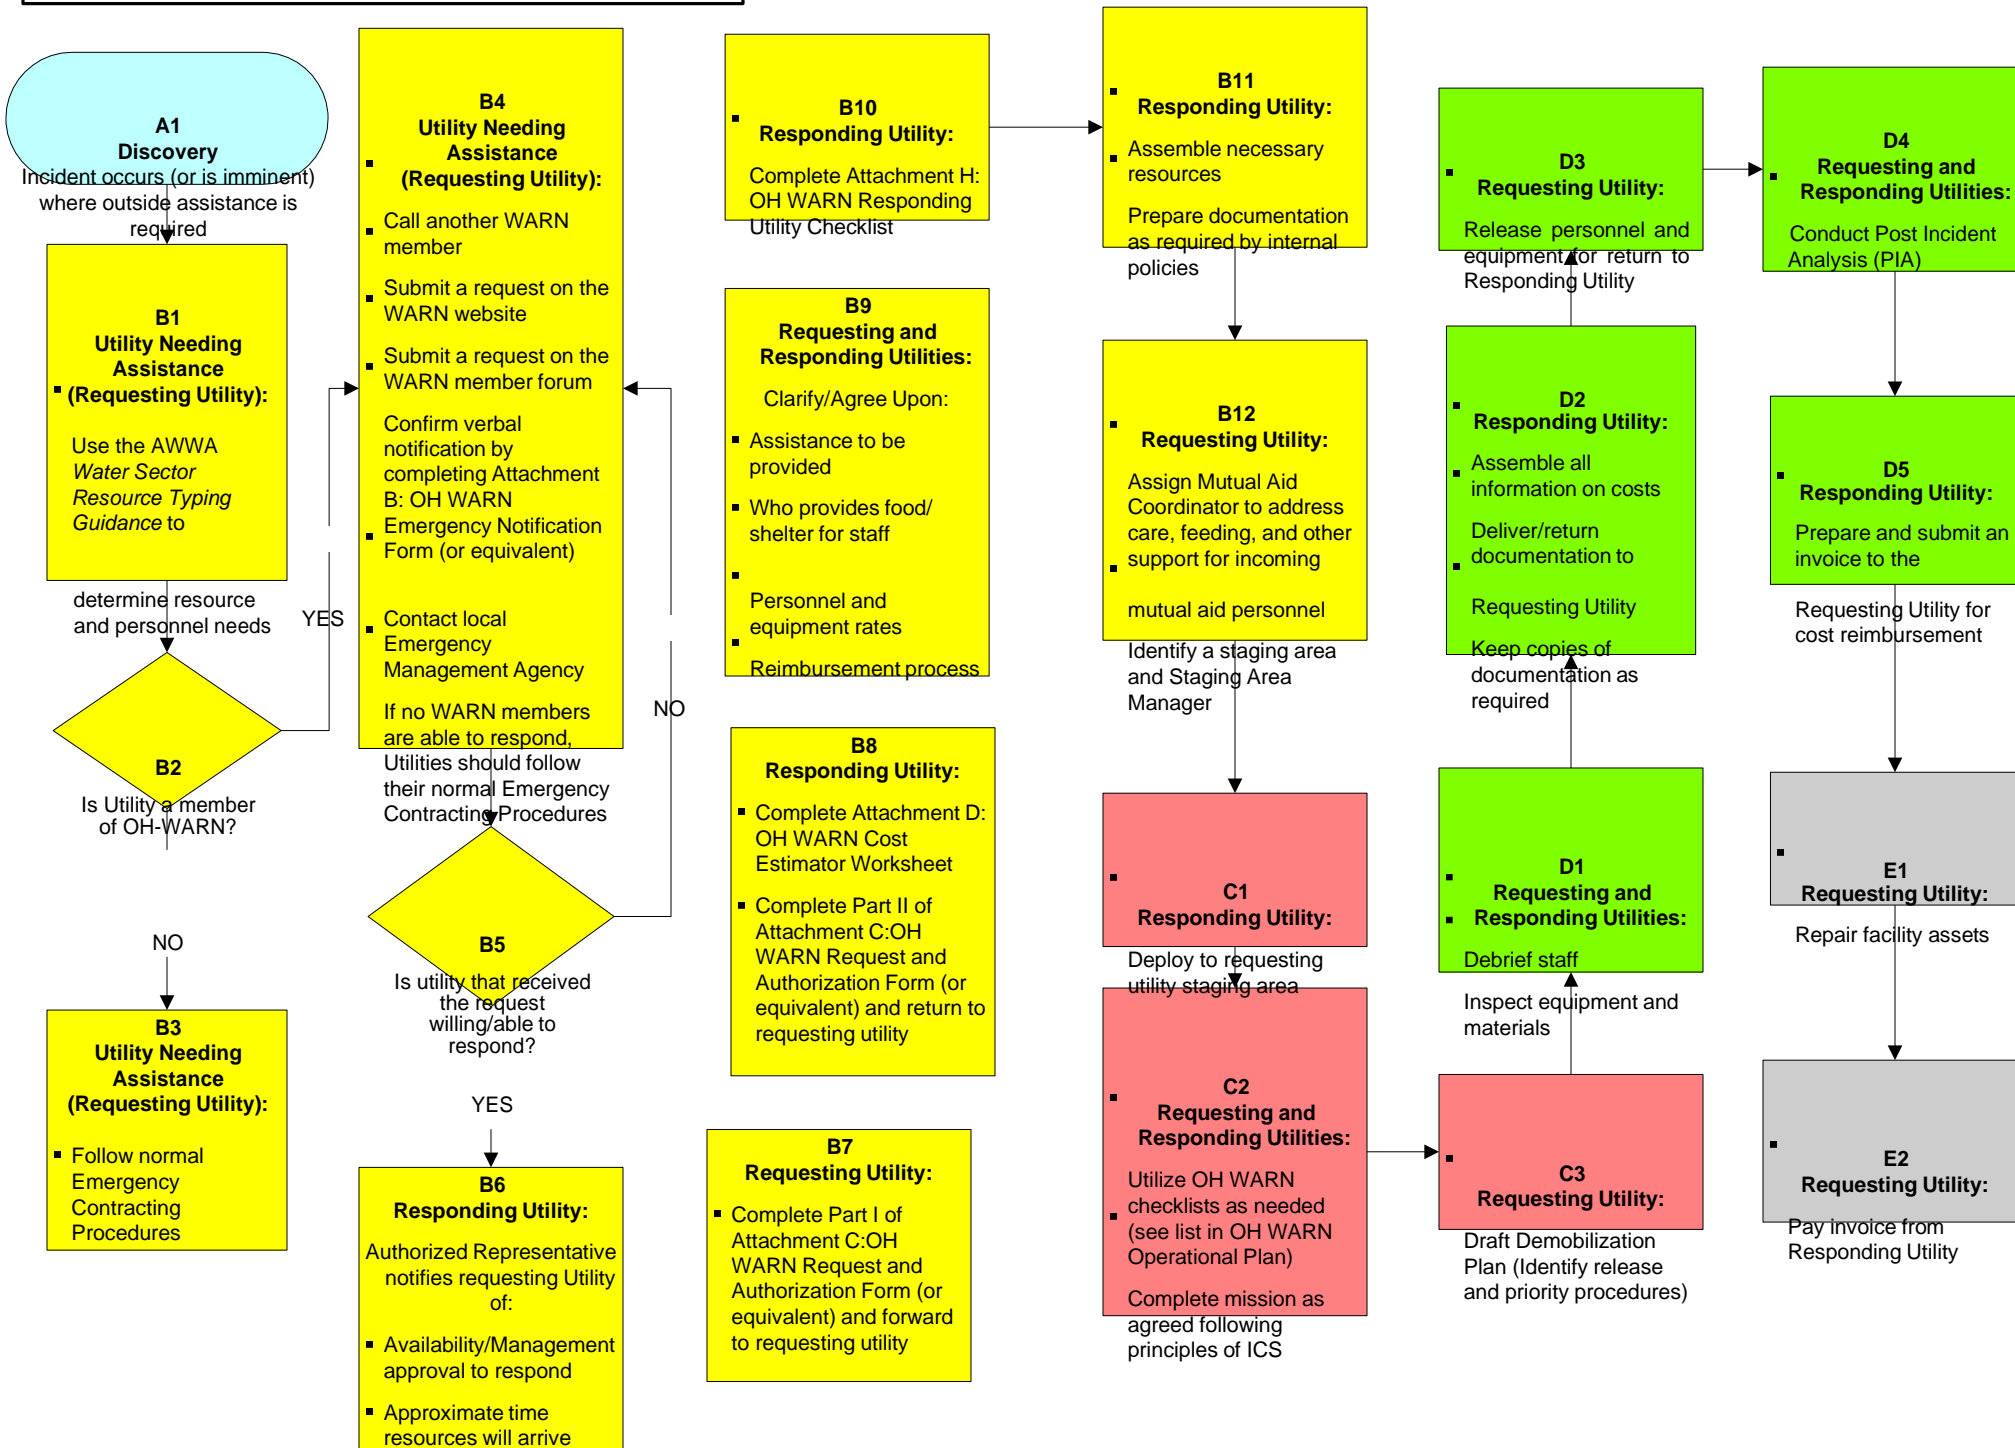 A1
Discovery
Incident occurs (or is imminent)
where outside assistance is
required
B1
Utility Needing
Assistance
(Requesting Utility):
Use the AWWA
Water Sector
Resource Typing
Guidance to
determine resource
and personnel needs
YES
B2
Is Utility a member
of OH-WARN?
NO
B3
Utility Needing
Assistance
(Requesting Utility):
Follow normal
Emergency
Contracting
Procedures
B4
Utility Needing
Assistance
(Requesting Utility):
Call another WARN
member
Submit a request on the
WARN website
Submit a request on the
WARN member forum
Confirm verbal
notification by
completing Attachment
B: OH WARN
Emergency Notification
Form (or equivalent)
Contact local
Emergency
Management Agency
If no WARN members
are able to respond,
Utilities should follow
their normal Emergency
Contracting Procedures
NO
B5
Is utility that received
the request
willing/able to
respond?
YES
B6
Responding Utility:
Authorized Representative
notifies requesting Utility
of:
Availability/Management
approval to respond
Approximate time
resources will arrive
B10
Responding Utility:
Complete Attachment H:
OH WARN Responding
Utility Checklist
B9
Requesting and
Responding Utilities:
Clarify/Agree Upon:
Assistance to be
provided
Who provides food/
shelter for staff
Personnel and
equipment rates
Reimbursement process
B8
Responding Utility:
Complete Attachment D:
OH WARN Cost
Estimator Worksheet
Complete Part II of
Attachment C:OH
WARN Request and
Authorization Form (or
equivalent) and return to
requesting utility
B7
Requesting Utility:
Complete Part I of
Attachment C:OH
WARN Request and
Authorization Form (or
equivalent) and forward
to requesting utility
B11
Responding Utility:
Assemble necessary
resources
Prepare documentation
as required by internal
policies
B12
Requesting Utility:
Assign Mutual Aid
Coordinator to address
care, feeding, and other
support for incoming
mutual aid personnel
Identify a staging area
and Staging Area
Manager
C1
Responding Utility:
Deploy to requesting
utility staging area
C2
Requesting and
Responding Utilities:
Utilize OH WARN
checklists as needed
(see list in OH WARN
Operational Plan)
Complete mission as
agreed following
principles of ICS
D3
Requesting Utility:
Release personnel and
equipment for return to
Responding Utility
D2
Responding Utility:
Assemble all
information on costs
Deliver/return
documentation to
Requesting Utility
Keep copies of
documentation as
required
D1
Requesting and
Responding Utilities:
Debrief staff
Inspect equipment and
materials
C3
Requesting Utility:
Draft Demobilization
Plan (Identify release
and priority procedures)
D4
Requesting and
Responding Utilities:
Conduct Post Incident
Analysis (PIA)
D5
Responding Utility:
Prepare and submit an
invoice to the
Requesting Utility for
cost reimbursement
E1
Requesting Utility:
Repair facility assets
E2
Requesting Utility:
Pay invoice from
Responding Utility